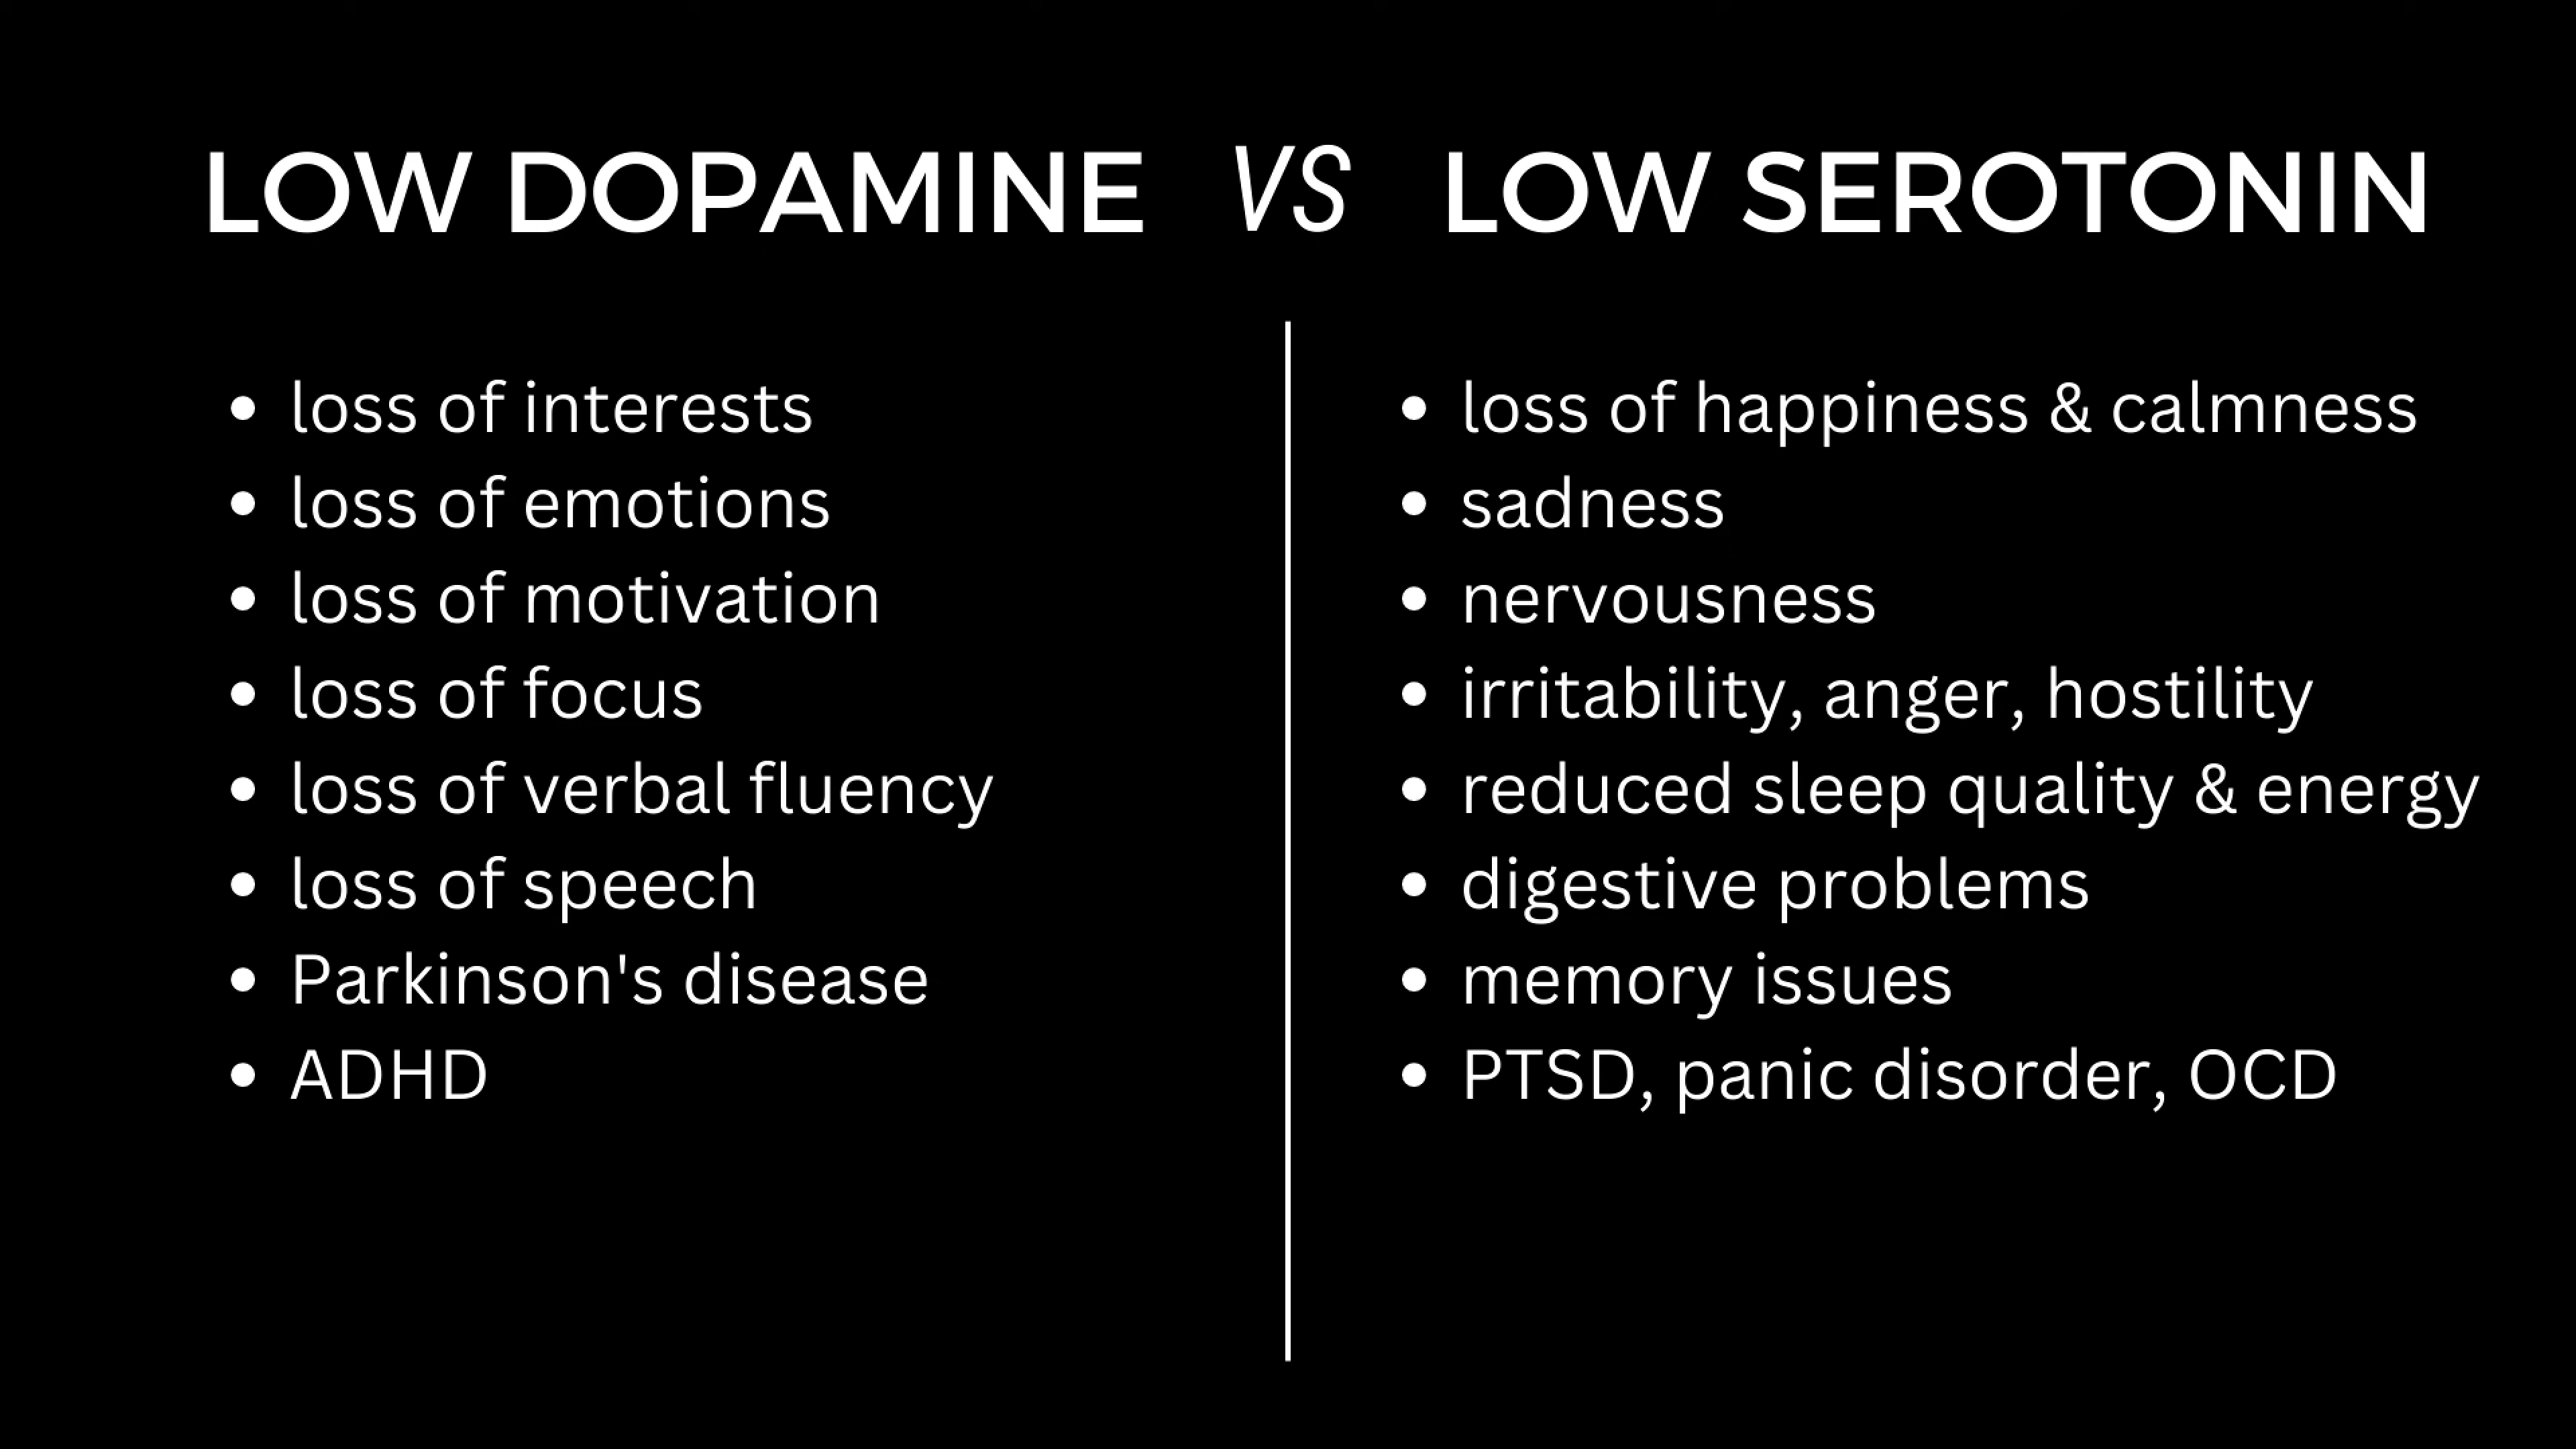 LOW DOPAMINE VS LOW SEROTONIN
• loss of interests
• loss of emotions
• loss of motivation
• loss of focus
• loss of verbal fluency
• loss of speech
• Parkinson's disease
• ADHD
• loss of happiness & calmness
• sadness
• nervousness
• irritability, anger, hostility
• reduced sleep quality & energy
• digestive problems
• memory issues
• PTSD, panic disorder, OCD